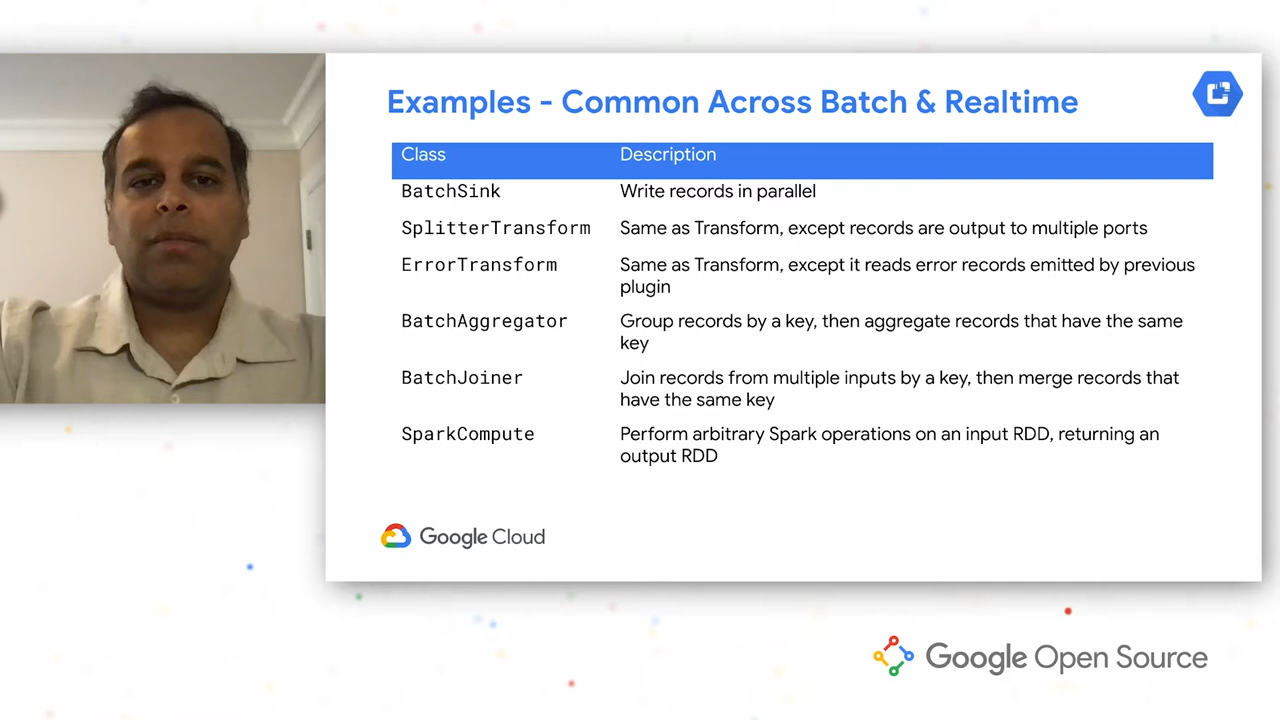 Examples - Common Across Batch & Realtime
Class Description
BatchSink Write records in parallel
SplitterTransform Same as Transform, except records are output to multiple ports
ErrorTransform Same as Transform, except it reads error records emitted by previous
plugin
BatchAggregator Group records by a key, then aggregate records that have the same
key
BatchJoiner Join records from multiple inputs by a key, then merge records that
have the same key
SparkCompute Perform arbitrary Spark operations on an input RDD, returning an
output RDD
Google Cloud
Google Open Source